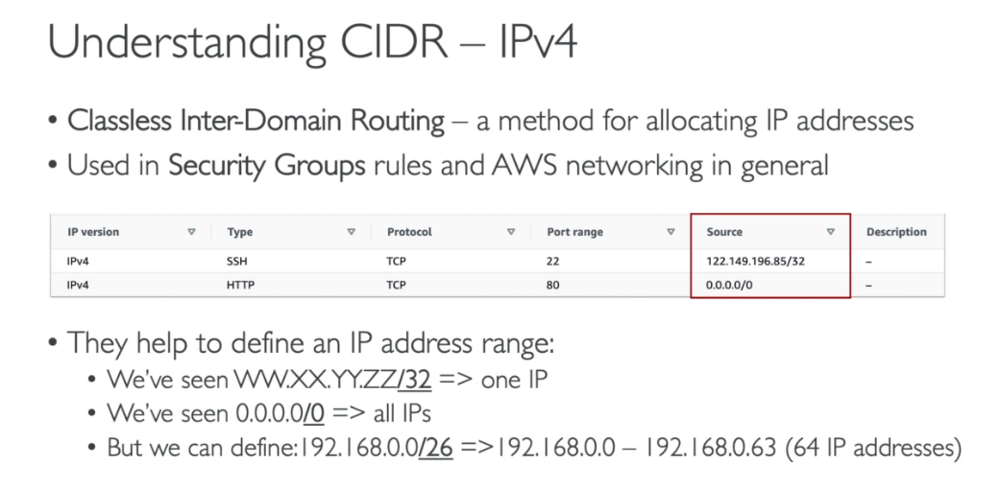 Understanding CIDR – IPv4
• Classless Inter-Domain Routing – a method for allocating IP addresses
• Used in Security Groups rules and AWS networking in general
IP version Type Protocol Port range Source Description
IPv4 SSH TCP 22 122.149.196.85/32 –
IPv4 HTTP TCP 80 0.0.0.0/0 –
• They help to define an IP address range:
• We've seen WW.XX.YY.ZZ/32 => one IP
• We've seen 0.0.0.0/0 => all IPs
• But we can define:192.168.0.0/26 =>192.168.0.0 – 192.168.0.63 (64 IP addresses)